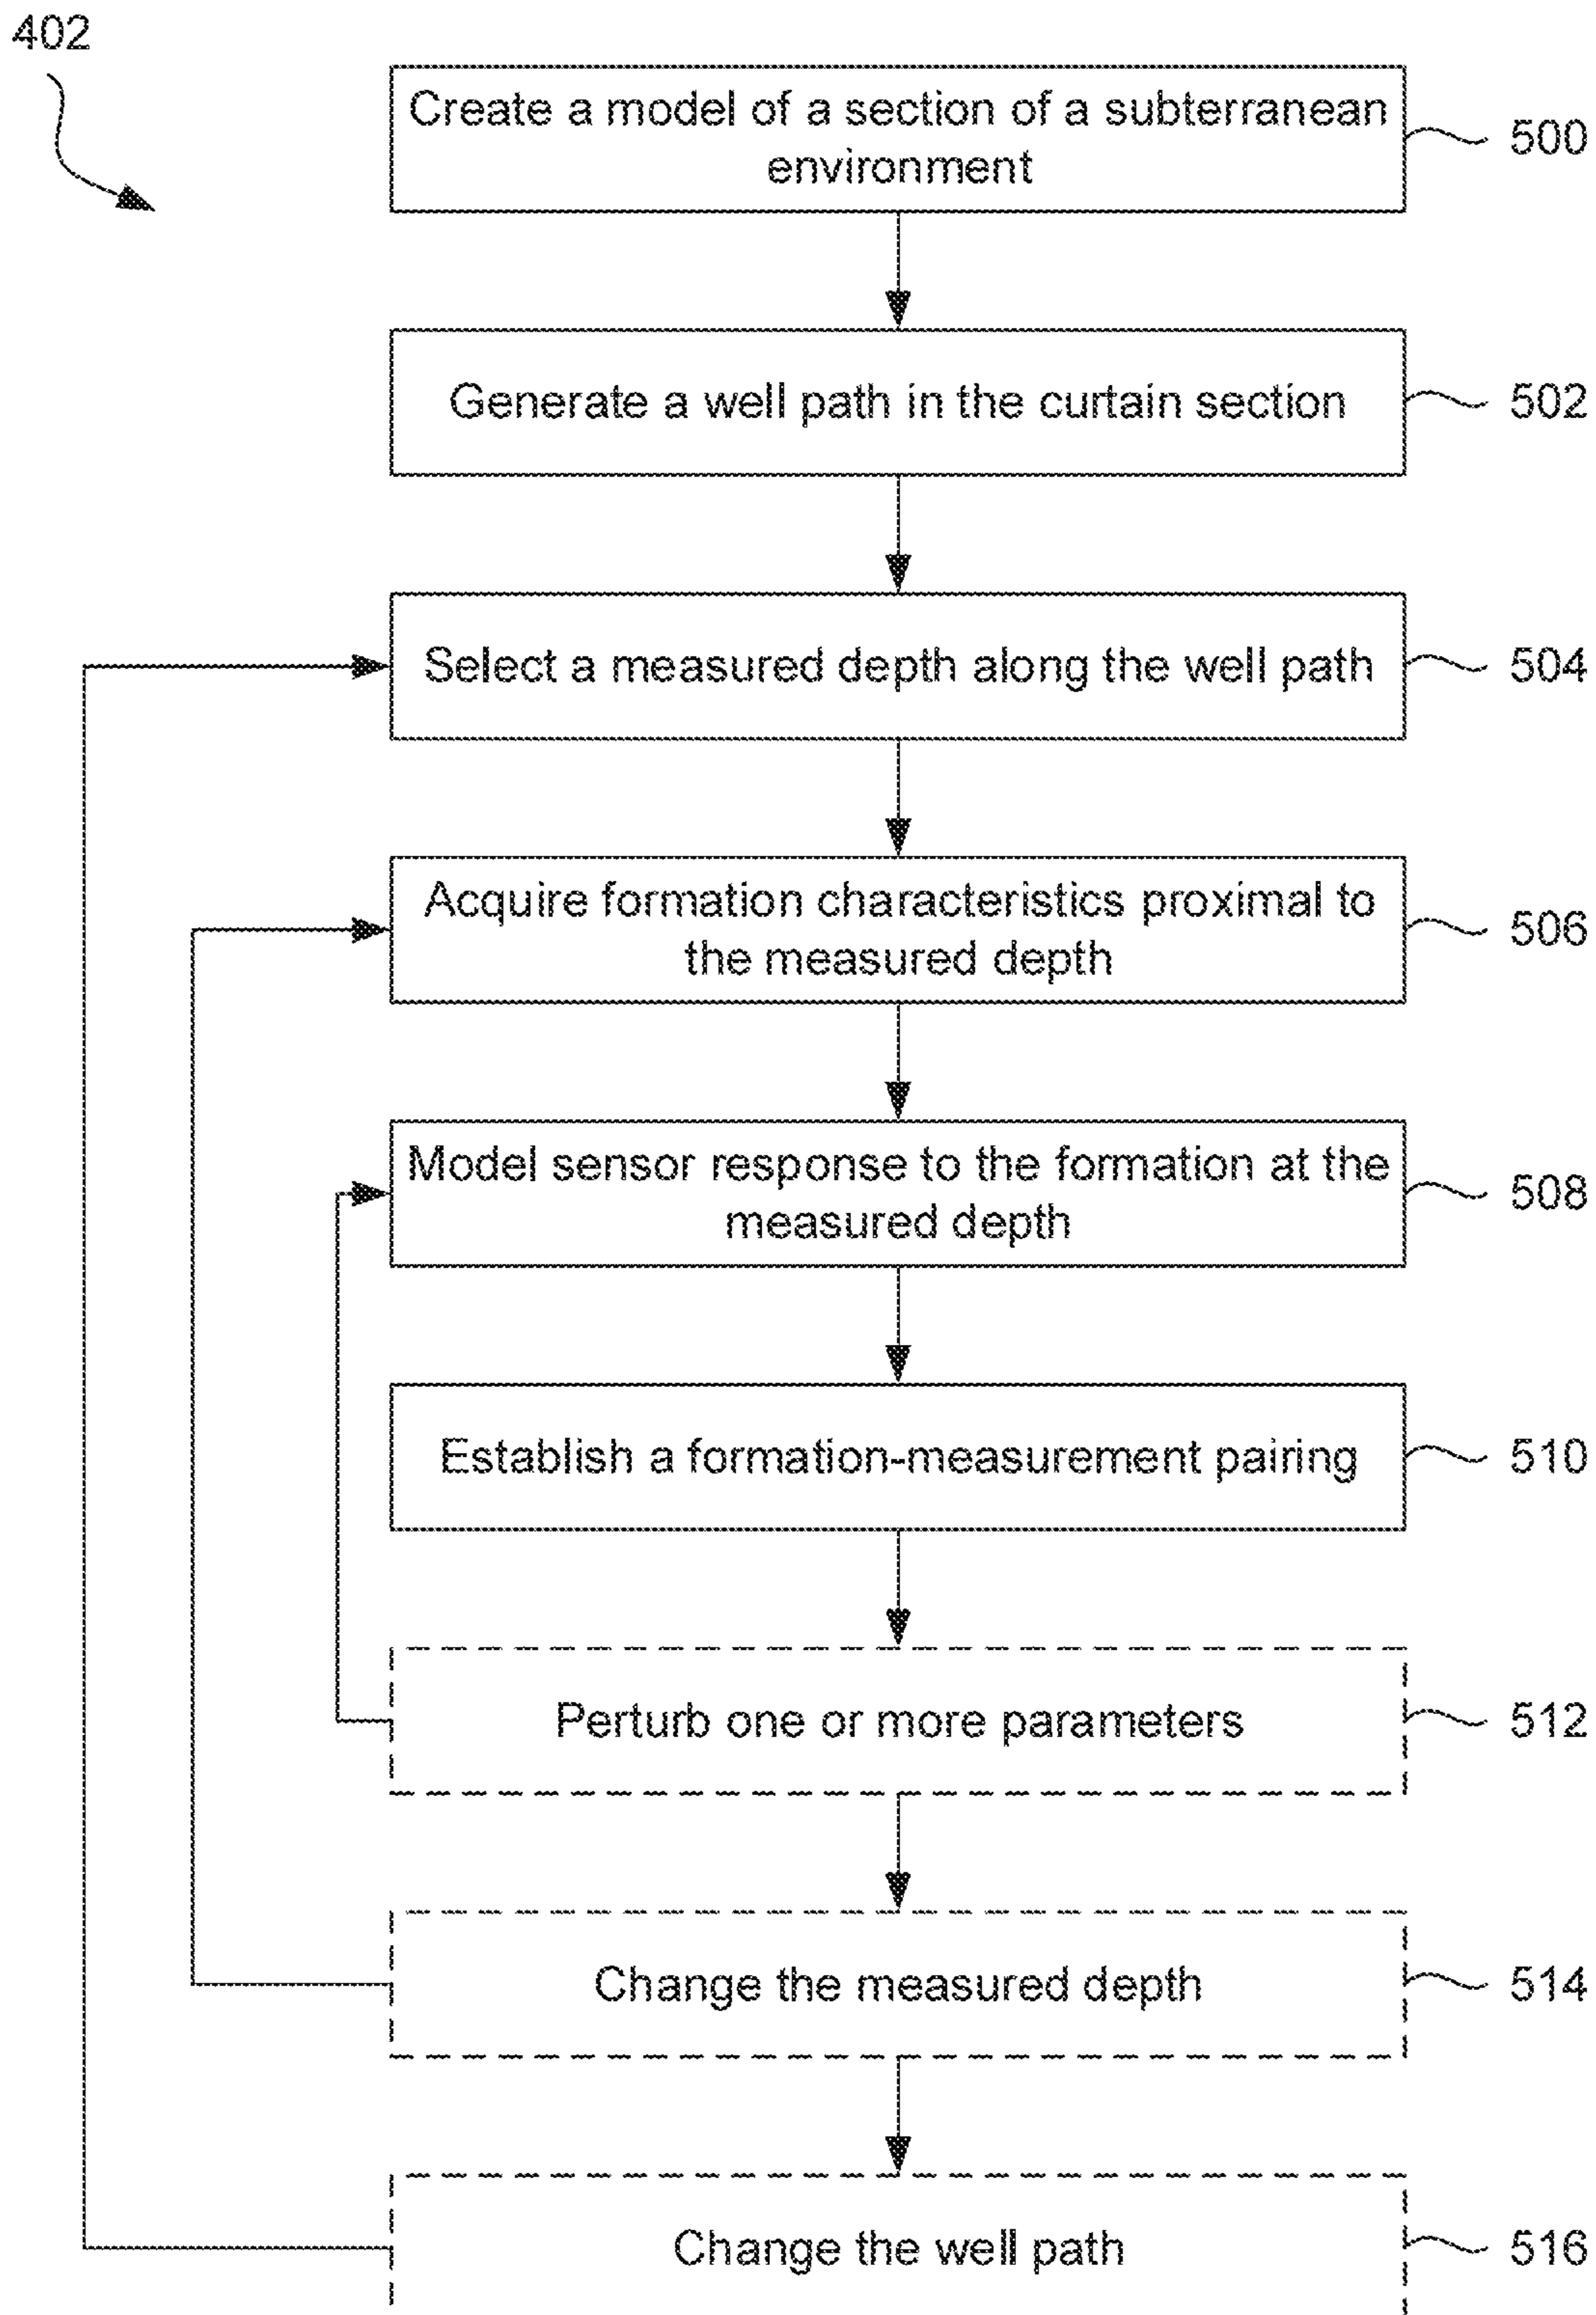 402
Create a model of a section of a subterranean
environment
500
Generate a well path in the curtain section
502
Select a measured depth along the well path
504
Acquire formation characteristics proximal to
the measured depth
506
Model sensor response to the formation at the
measured depth
508
Establish a formation-measurement pairing
510
Perturb one or more parameters
512
Change the measured depth
514
Change the well path
516